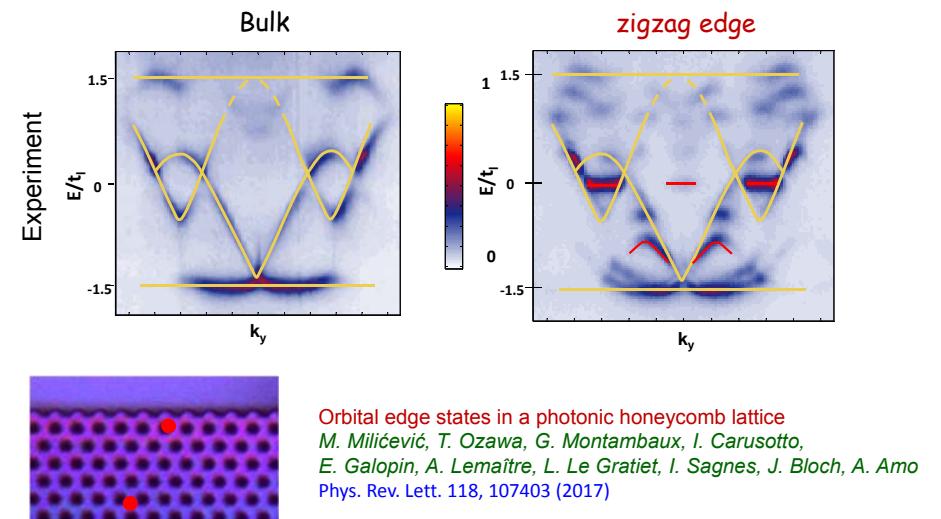 Bulk
zigzag edge
Experiment
E/tₗ
1.5
0
-1.5
k_y
1
0
E/tₗ
1.5
0
-1.5
k_y
Orbital edge states in a photonic honeycomb lattice
M. Milićević, T. Ozawa, G. Montambaux, I. Carusotto,
E. Galopin, A. Lemaître, L. Le Gratiet, I. Sagnes, J. Bloch, A. Amo
Phys. Rev. Lett. 118, 107403 (2017)